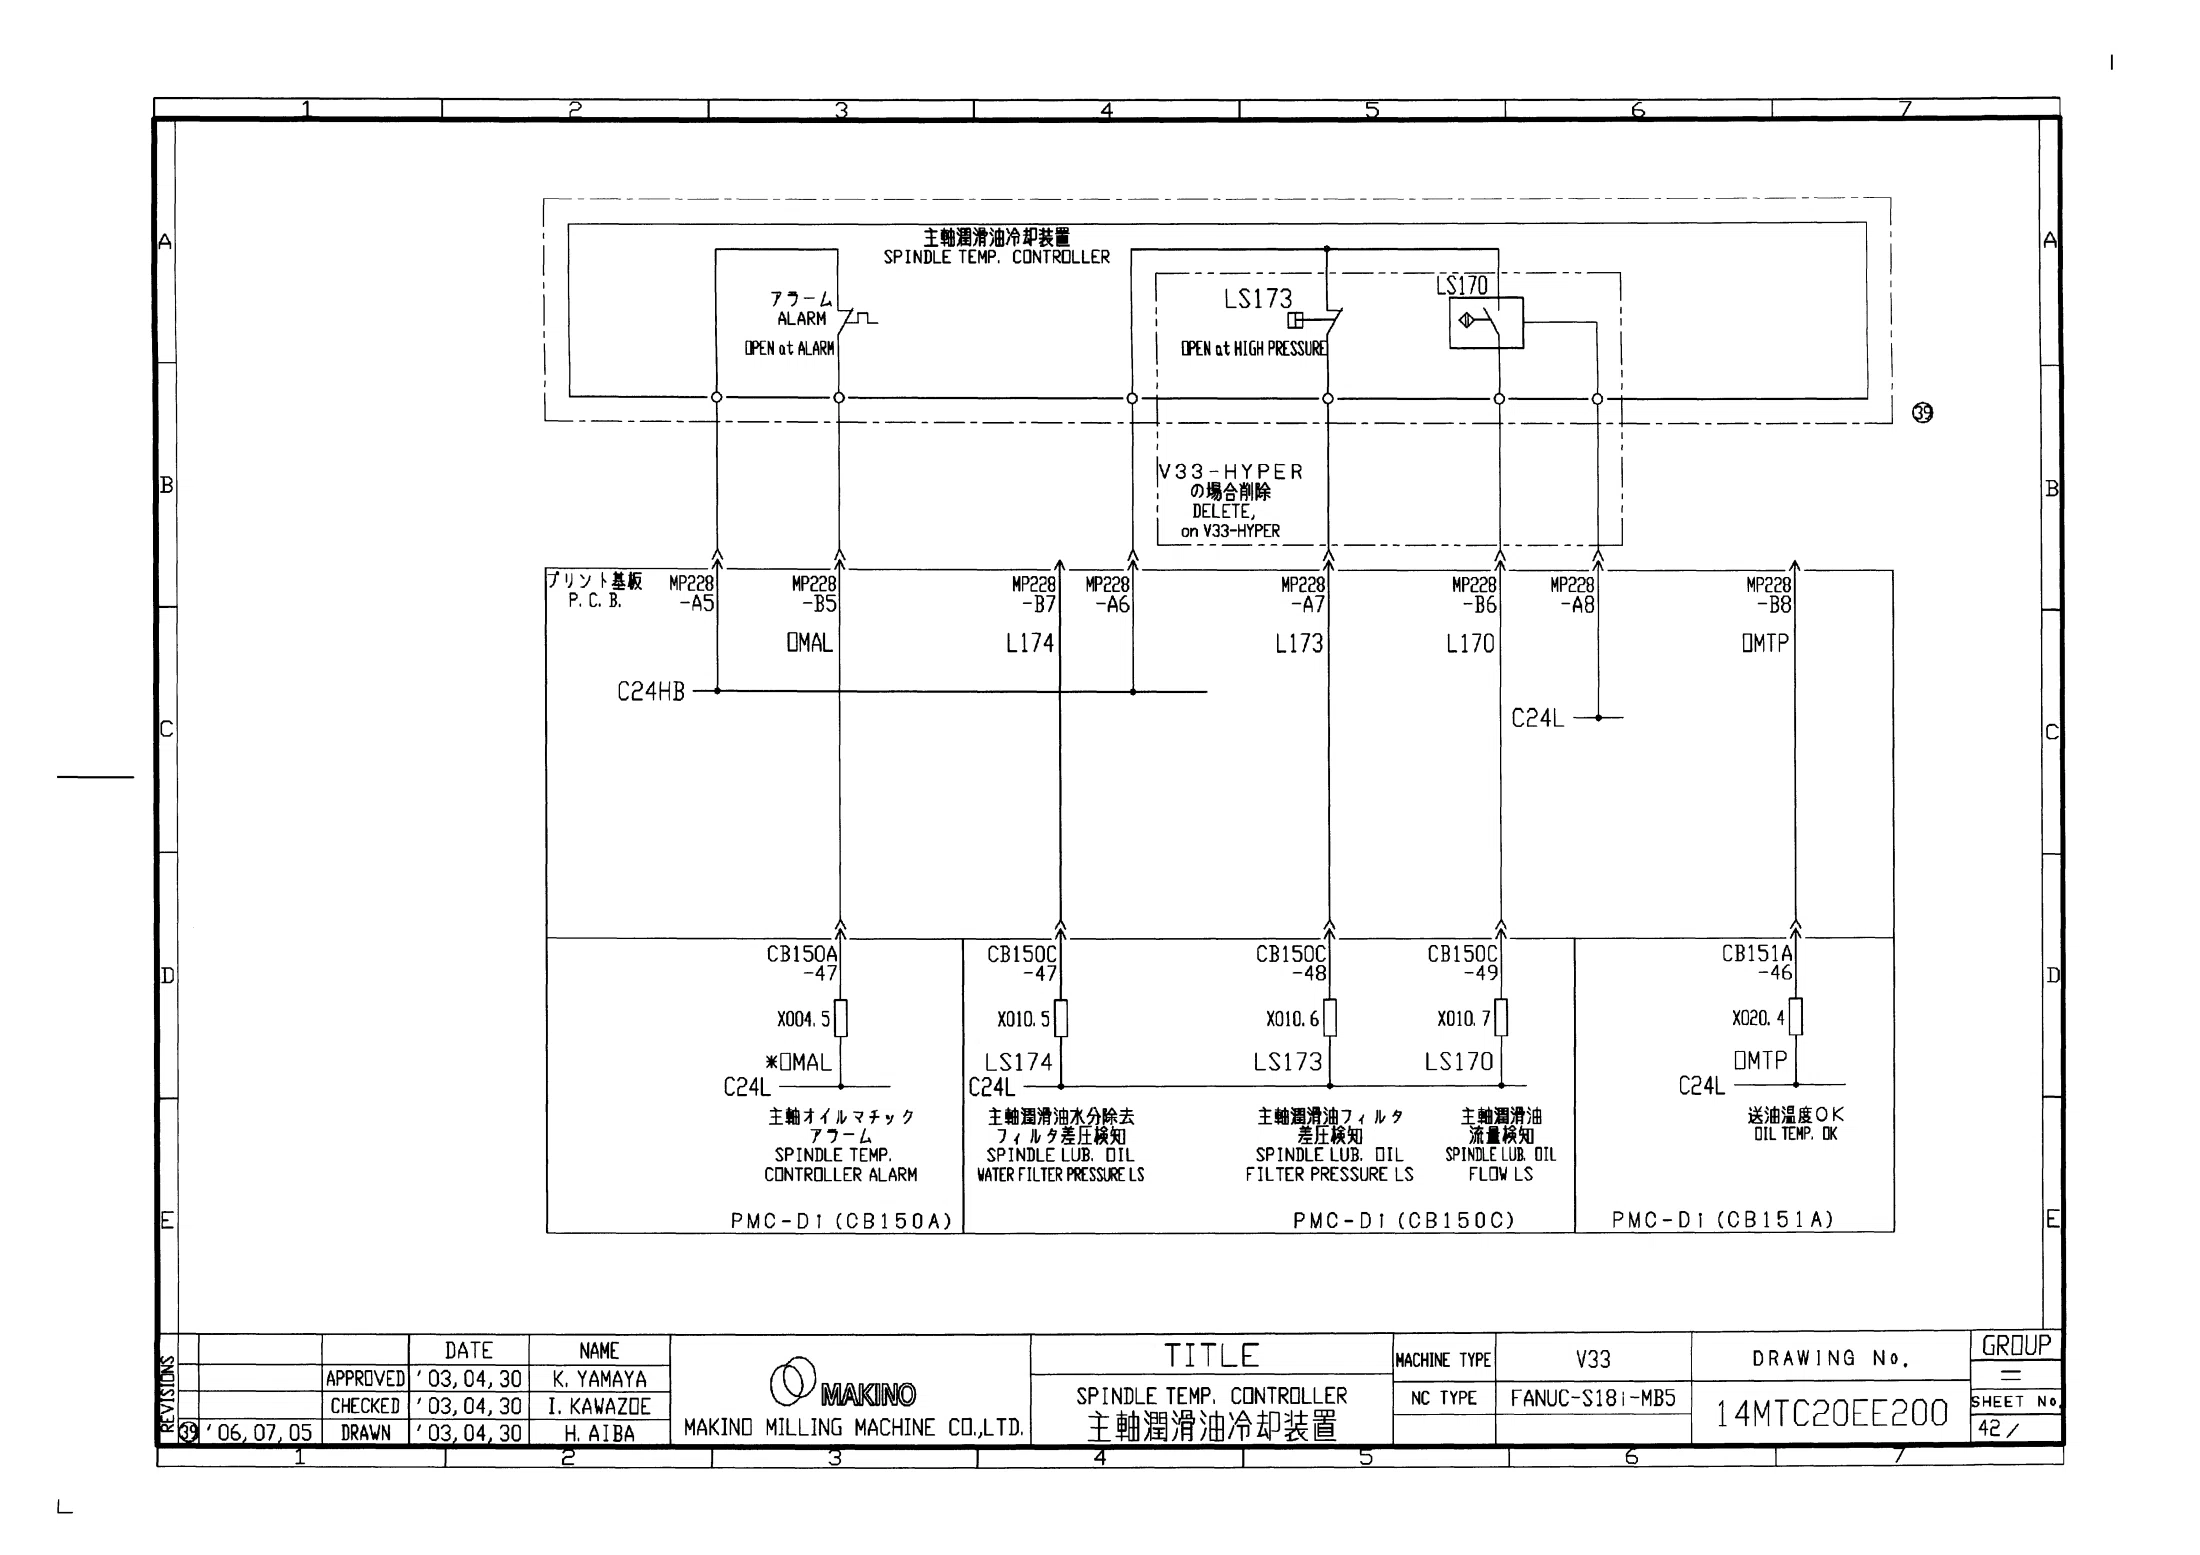 1 2 3 4 5 6 7
A A
主軸潤滑油冷却装置
SPINDLE TEMP. CONTROLLER
アラーム
ALARM
OPEN at ALARM
LS173
OPEN at HIGH PRESSURE
LS170
39
B B
V33-HYPER
の場合削除
DELETE,
on V33-HYPER
プリント基板
P. C. B.
MP228
-A5
MP228
-B5
MP228
-B7
MP228
-A6
MP228
-A7
MP228
-B6
MP228
-A8
MP228
-B8
OMAL
L174
L173
L170
OMTP
C24HB
C24L
C C
D D
CB150A
-47
CB150C
-47
CB150C
-48
CB150C
-49
CB151A
-46
X004. 5
X010. 5
X010. 6
X010. 7
X020. 4
*OMAL
LS174
LS173
LS170
OMTP
C24L
C24L
C24L
主軸オイルマチック
アラーム
SPINDLE TEMP.
CONTROLLER ALARM
主軸潤滑油水分除去
フィルタ差圧検知
SPINDLE LUB. OIL
WATER FILTER PRESSURE LS
主軸潤滑油フィルタ
差圧検知
SPINDLE LUB. OIL
FILTER PRESSURE LS
主軸潤滑油
流量検知
SPINDLE LUB. OIL
FLOW LS
送油温度OK
OIL TEMP. OK
E E
PMC-Di (CB150A)
PMC-Di (CB150C)
PMC-Di (CB151A)
REVISIONS
39 '06, 07, 05
DATE NAME
APPROVED '03, 04, 30 K. YAMAYA
CHECKED '03, 04, 30 I. KAWAZOE
DRAWN '03, 04, 30 H. AIBA
MAKINO
MAKINO MILLING MACHINE CO.,LTD.
TITLE
SPINDLE TEMP. CONTROLLER
主軸潤滑油冷却装置
MACHINE TYPE V33
NC TYPE FANUC-S18i-MB5
DRAWING No.
14MTC20EE200
GROUP
=
SHEET No.
42/
1 2 3 4 5 6 7